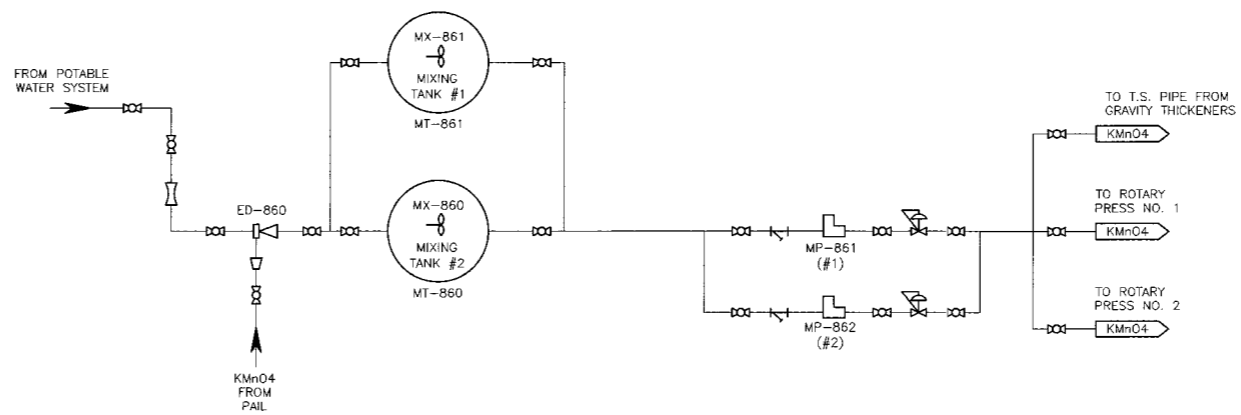 FROM POTABLE
WATER SYSTEM
MX-861
MIXING
TANK #1
MT-861
ED-860
MX-860
MIXING
TANK #2
MT-860
KMnO4
FROM
PAIL
MP-861
(#1)
MP-862
(#2)
TO T.S. PIPE FROM
GRAVITY THICKENERS
KMnO4
TO ROTARY
PRESS NO. 1
KMnO4
TO ROTARY
PRESS NO. 2
KMnO4